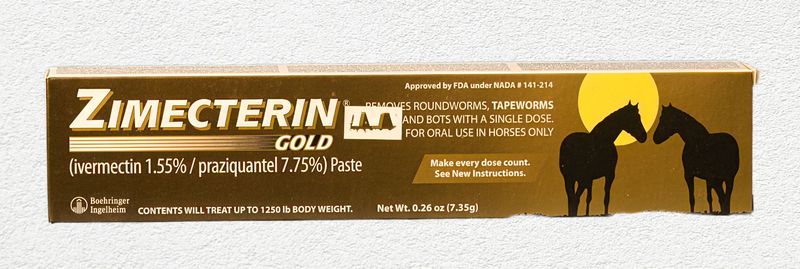 Approved by FDA under NADA # 141-214
ZIMECTERIN®
GOLD
REMOVES ROUNDWORMS, TAPEWORMS
AND BOTS WITH A SINGLE DOSE.
FOR ORAL USE IN HORSES ONLY
(ivermectin 1.55% / praziquantel 7.75%) Paste
Make every dose count.
See New Instructions.
Boehringer
Ingelheim
CONTENTS WILL TREAT UP TO 1250 lb BODY WEIGHT.
Net Wt. 0.26 oz (7.35g)